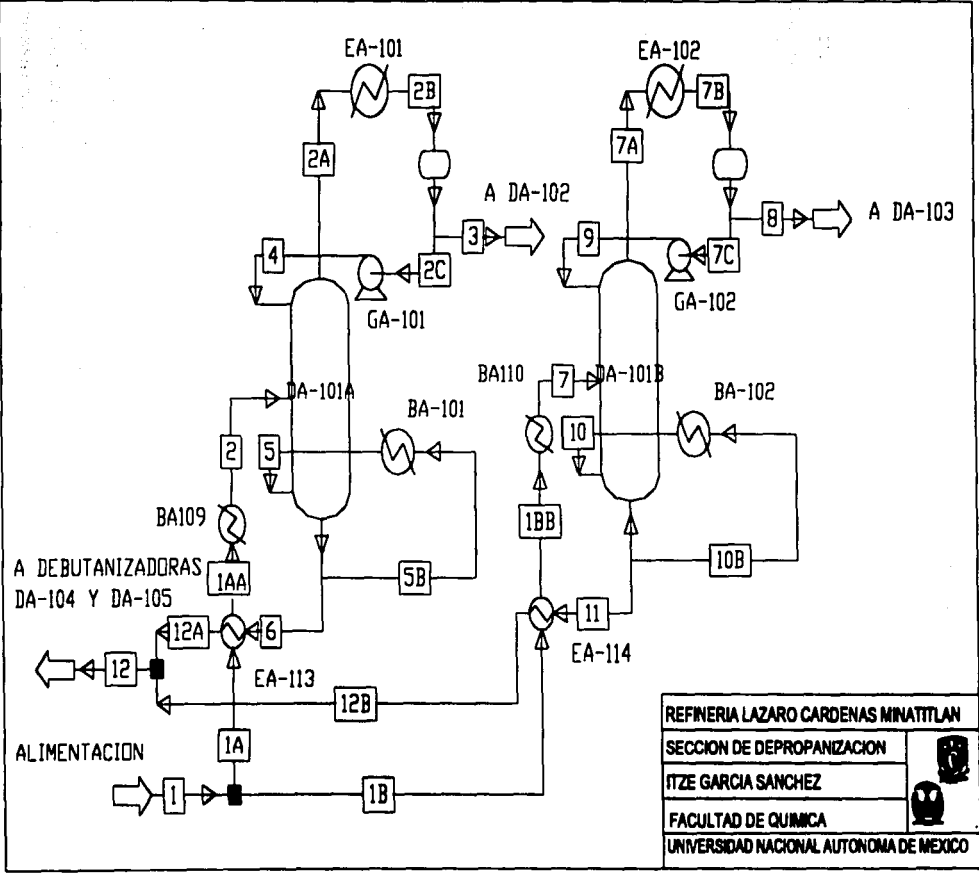 EA-101
EA-102
2B
7B
2A
7A
A DA-102
A DA-103
3
8
4
9
2C
7C
GA-101
GA-102
DA-101A
BA110
7
DA-101B
BA-101
BA-102
2
5
10
BA109
1BB
A DEBUTANIZADORAS
DA-104 Y DA-105
1AA
5B
10B
12A
6
11
12
EA-113
EA-114
12B
1A
ALIMENTACION
1
1B
REFINERIA LAZARO CARDENAS MINATITLAN
SECCION DE DEPROPANIZACION
ITZE GARCIA SANCHEZ
FACULTAD DE QUIMICA
UNIVERSIDAD NACIONAL AUTONOMA DE MEXICO